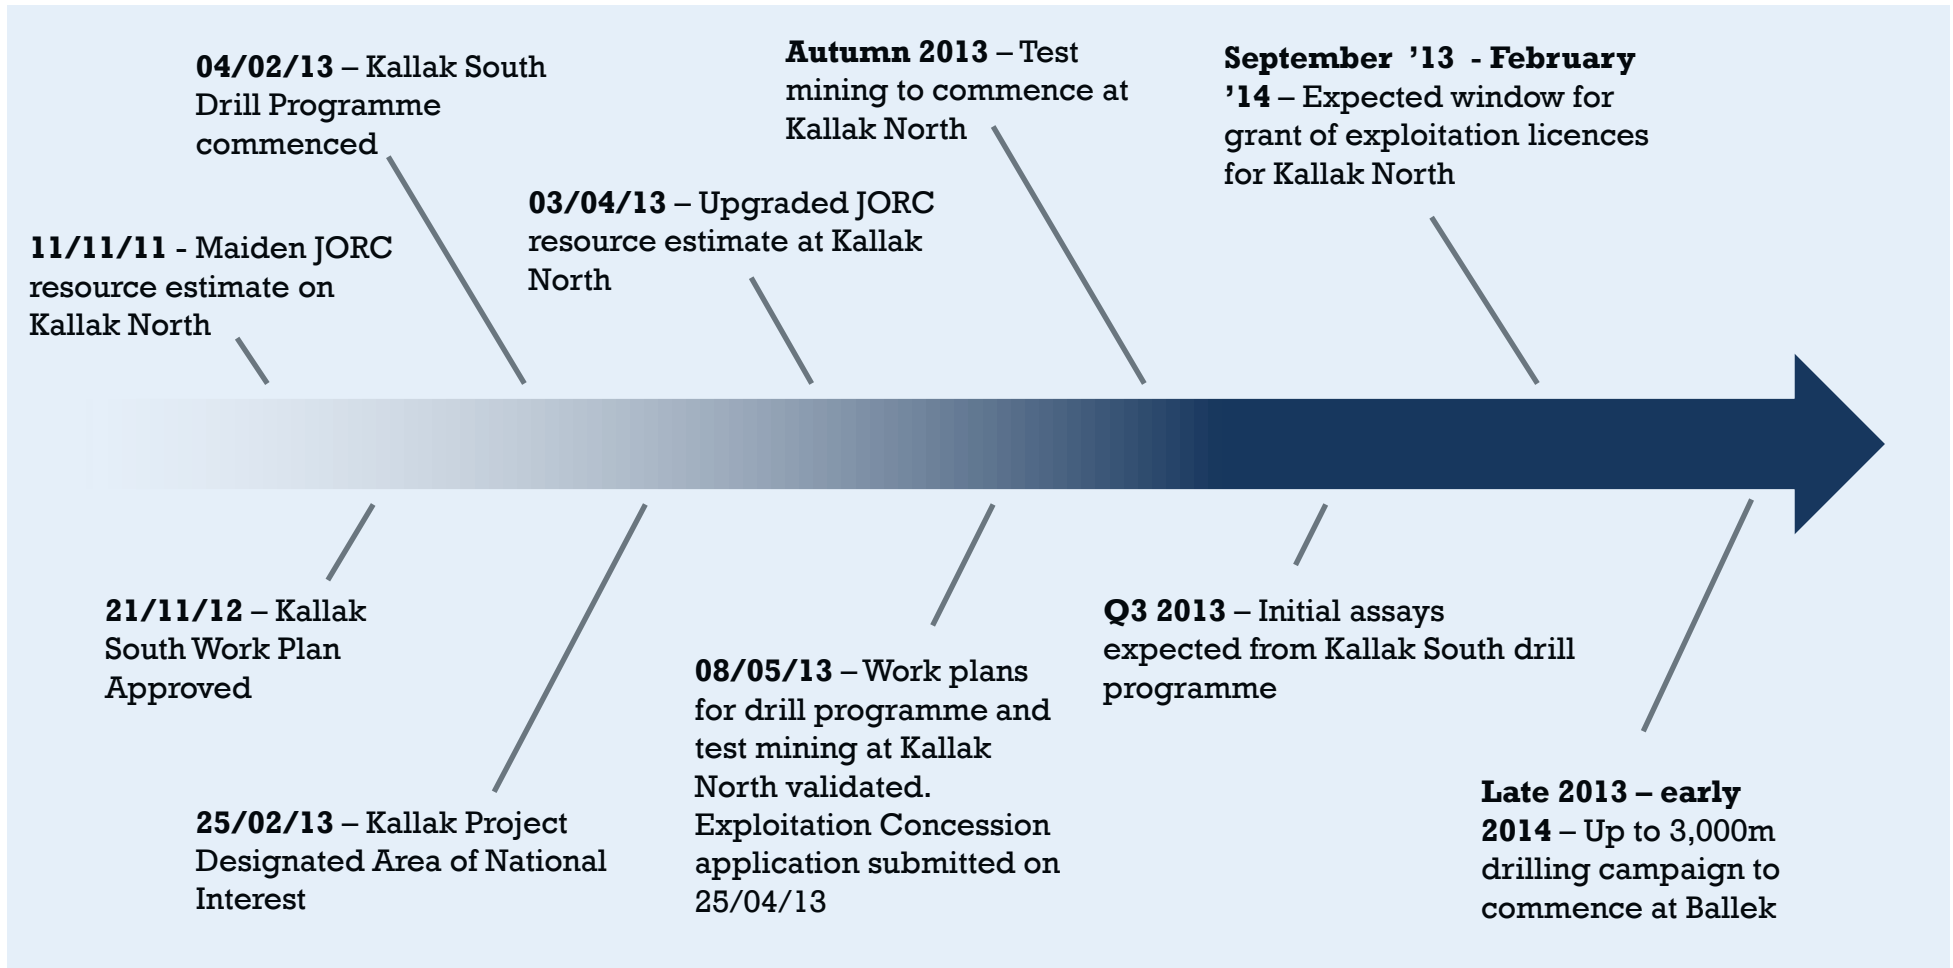 04/02/13 – Kallak South
Drill Programme
commenced
Autumn 2013 – Test
mining to commence at
Kallak North
September ’13 - February
’14 – Expected window for
grant of exploitation licences
for Kallak North
03/04/13 – Upgraded JORC
resource estimate at Kallak
North
11/11/11 - Maiden JORC
resource estimate on
Kallak North
21/11/12 – Kallak
South Work Plan
Approved
25/02/13 – Kallak Project
Designated Area of National
Interest
08/05/13 – Work plans
for drill programme and
test mining at Kallak
North validated.
Exploitation Concession
application submitted on
25/04/13
Q3 2013 – Initial assays
expected from Kallak South drill
programme
Late 2013 – early
2014 – Up to 3,000m
drilling campaign to
commence at Ballek